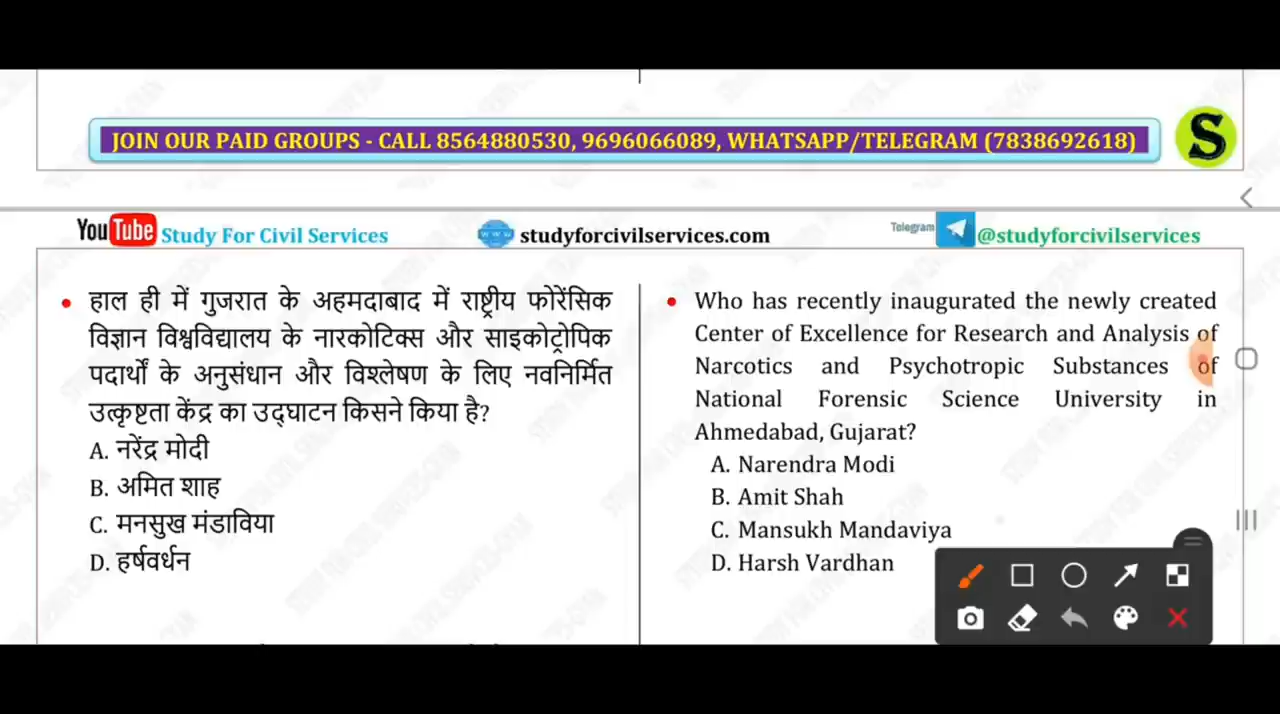 JOIN OUR PAID GROUPS - CALL 8564880530, 9696066089, WHATSAPP/TELEGRAM (7838692618)
S
YouTube Study For Civil Services
WWW studyforcivilservices.com
Telegram @studyforcivilservices
• हाल ही में गुजरात के अहमदाबाद में राष्ट्रीय फोरेंसिक
विज्ञान विश्वविद्यालय के नारकोटिक्स और साइकोट्रोपिक
पदार्थों के अनुसंधान और विश्लेषण के लिए नवनिर्मित
उत्कृष्टता केंद्र का उद्घाटन किसने किया है?
A. नरेंद्र मोदी
B. अमित शाह
C. मनसुख मंडाविया
D. हर्षवर्धन
• Who has recently inaugurated the newly created
Center of Excellence for Research and Analysis of
Narcotics and Psychotropic Substances of
National Forensic Science University in
Ahmedabad, Gujarat?
A. Narendra Modi
B. Amit Shah
C. Mansukh Mandaviya
D. Harsh Vardhan